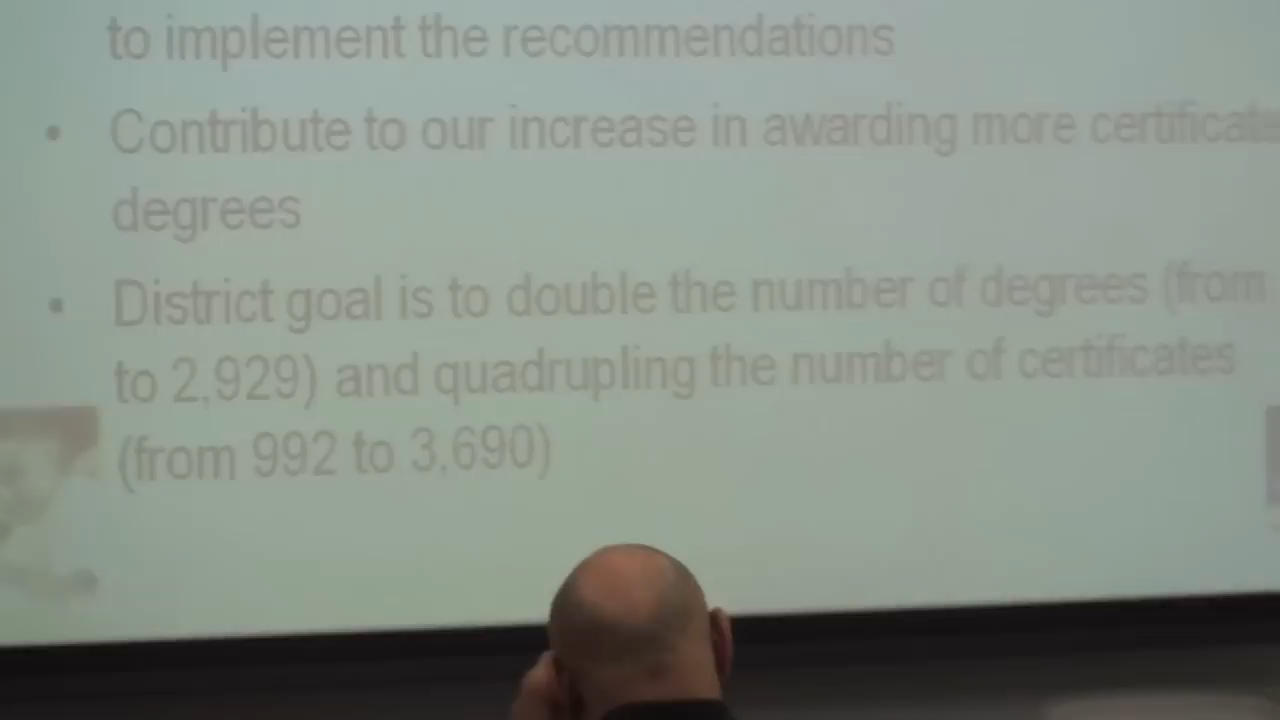 to implement the recommendations
• Contribute to our increase in awarding more
degrees
• District goal is to double the number of degrees (from
to 2,929) and quadrupling the number of certificates
(from 992 to 3,690)